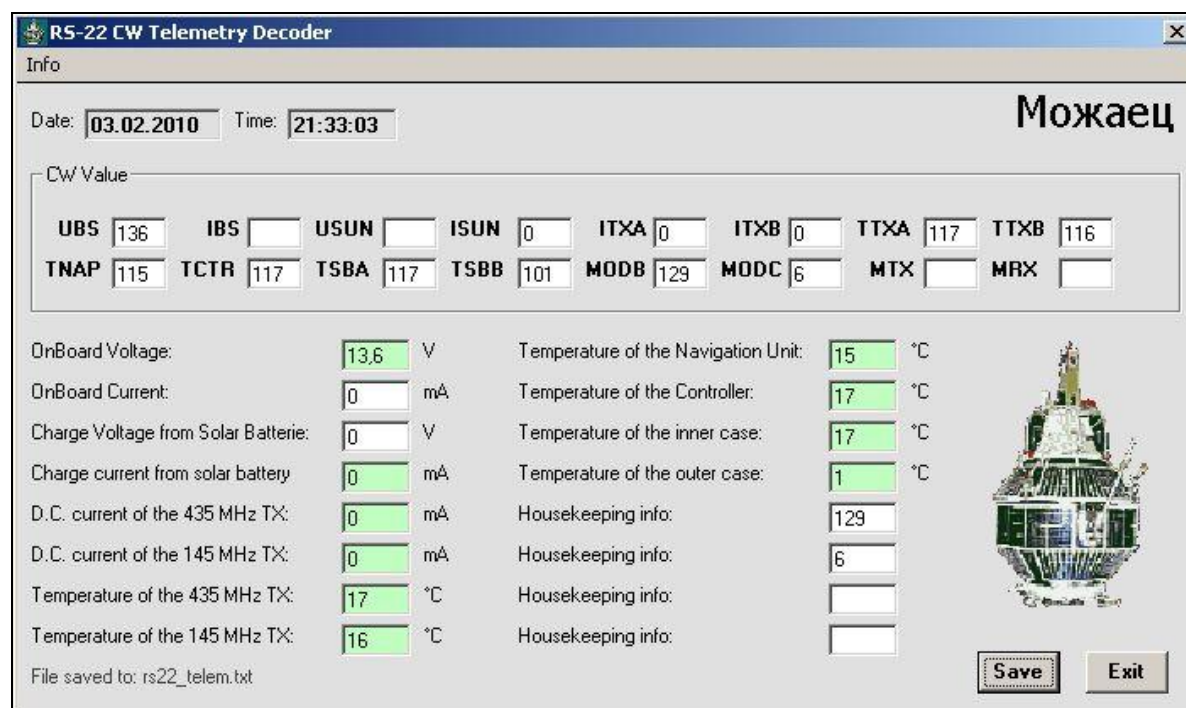 RS-22 CW Telemetry Decoder
Info
Date: 03.02.2010 Time: 21:33:03
Можаец
CW Value
UBS 136 IBS USUN ISUN 0 ITXA 0 ITXB 0 TTXA 117 TTXB 116
TNAP 115 TCTR 117 TSBA 117 TSBB 101 MODB 129 MODC 6 MTX MRX
OnBoard Voltage: 13,6 V Temperature of the Navigation Unit: 15 °C
OnBoard Current: 0 mA Temperature of the Controller: 17 °C
Charge Voltage from Solar Batterie: 0 V Temperature of the inner case: 17 °C
Charge current from solar battery 0 mA Temperature of the outer case: 1 °C
D.C. current of the 435 MHz TX: 0 mA Housekeeping info: 129
D.C. current of the 145 MHz TX: 0 mA Housekeeping info: 6
Temperature of the 435 MHz TX: 17 °C Housekeeping info:
Temperature of the 145 MHz TX: 16 °C Housekeeping info:
File saved to: rs22_telem.txt
Save Exit